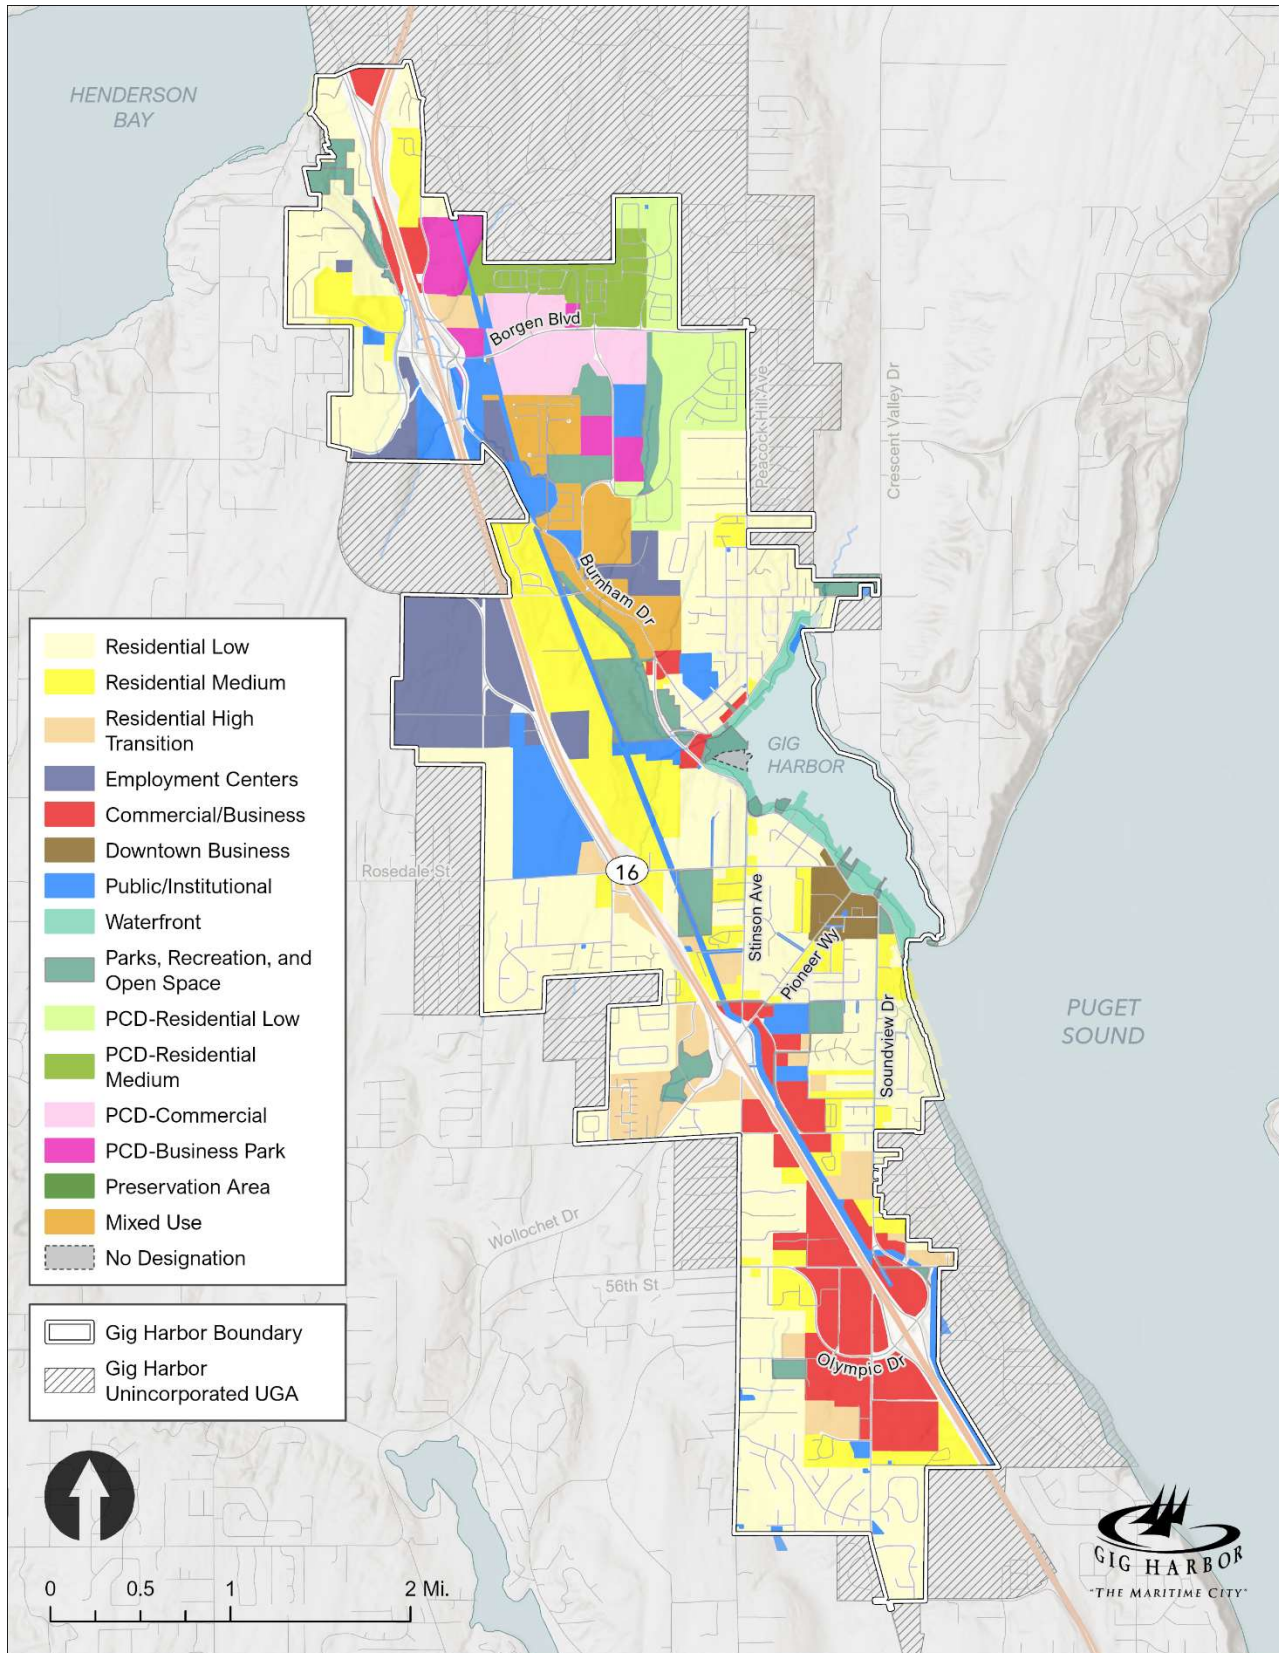 HENDERSON
BAY
Borgen Blvd
Peacock Hill Ave
Crescent Valley Dr
Burnham Dr
GIG
HARBOR
16
Rosedale St
Stinson Ave
Pioneer Wy
Soundview Dr
PUGET
SOUND
Wollochet Dr
56th St
Olympic Dr
Residential Low
Residential Medium
Residential High
Transition
Employment Centers
Commercial/Business
Downtown Business
Public/Institutional
Waterfront
Parks, Recreation, and
Open Space
PCD-Residential Low
PCD-Residential
Medium
PCD-Commercial
PCD-Business Park
Preservation Area
Mixed Use
No Designation
Gig Harbor Boundary
Gig Harbor
Unincorporated UGA
0 0.5 1 2 Mi.
GIG HARBOR
"THE MARITIME CITY"